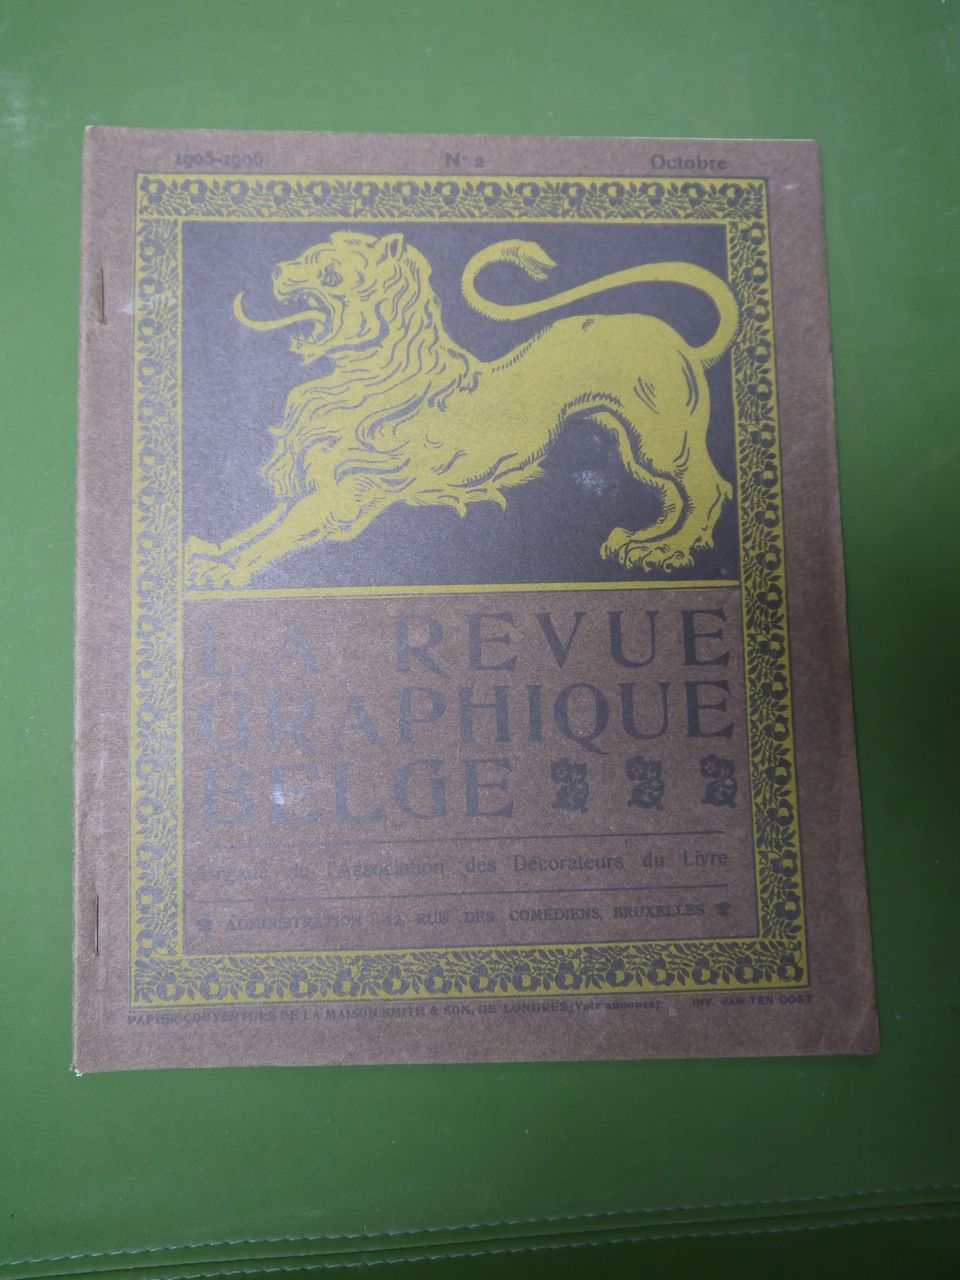 1905-1906 N° 2 Octobre
LA REVUE
GRAPHIQUE
BELGE
Organe du l'Association des Décorateurs du Livre
ADMINISTRATION : 12, RUE DES COMÉDIENS, BRUXELLES
PAPIER COUVERTURE DE LA MAISON SMITH & SON, DE LONDRES (Voir annonce). INV. JAN TEN OOST